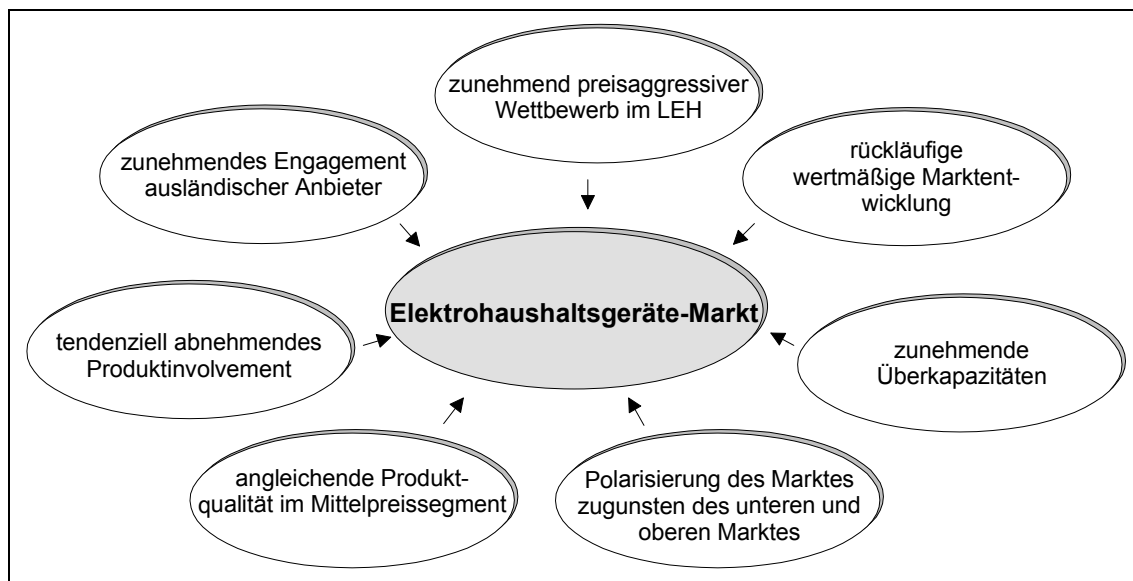 zunehmend preisaggressiver
Wettbewerb im LEH
zunehmendes Engagement
ausländischer Anbieter
rückläufige
wertmäßige Marktent-
wicklung
Elektrohaushaltsgeräte-Markt
tendenziell abnehmendes
Produktinvolvement
zunehmende
Überkapazitäten
angleichende Produkt-
qualität im Mittelpreissegment
Polarisierung des Marktes
zugunsten des unteren und
oberen Marktes